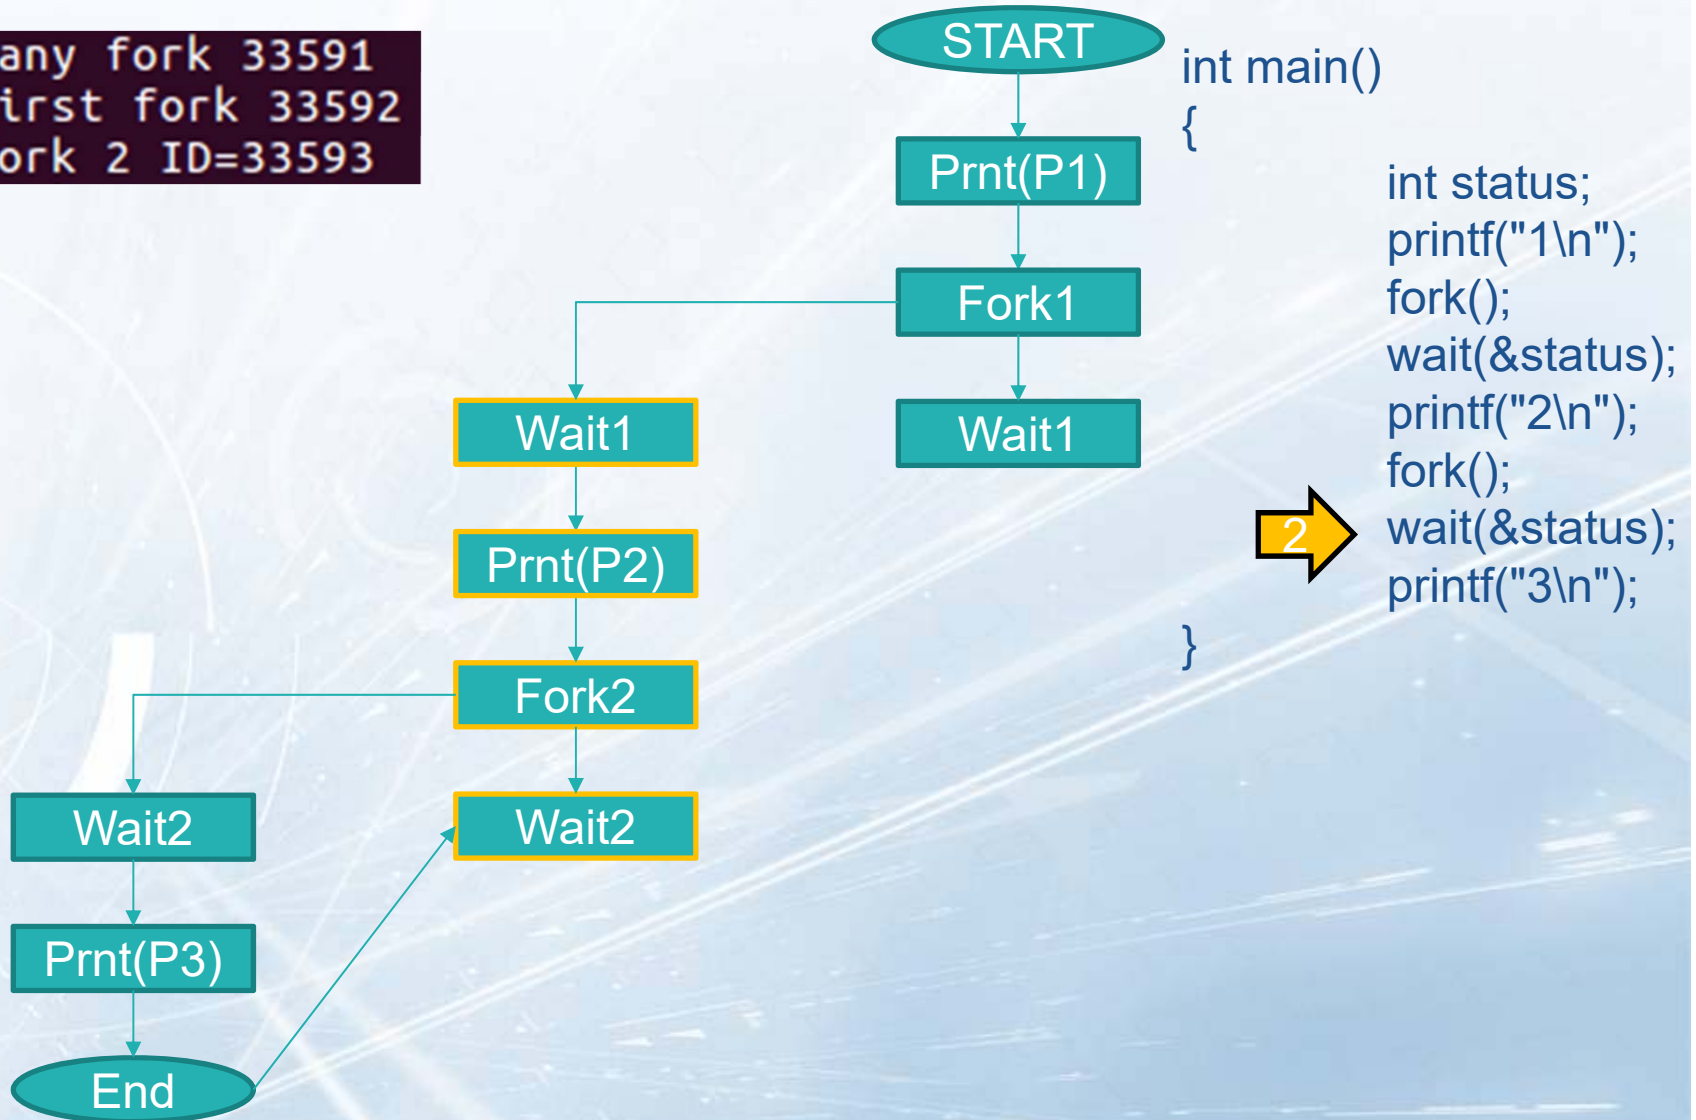 any fork 33591
irst fork 33592
ork 2 ID=33593
START
Prnt(P1)
Fork1
Wait1
Wait1
Prnt(P2)
Fork2
Wait2
Wait2
Prnt(P3)
End
int main()
{
int status;
printf("1\n");
fork();
wait(&status);
printf("2\n");
fork();
2
wait(&status);
printf("3\n");
}